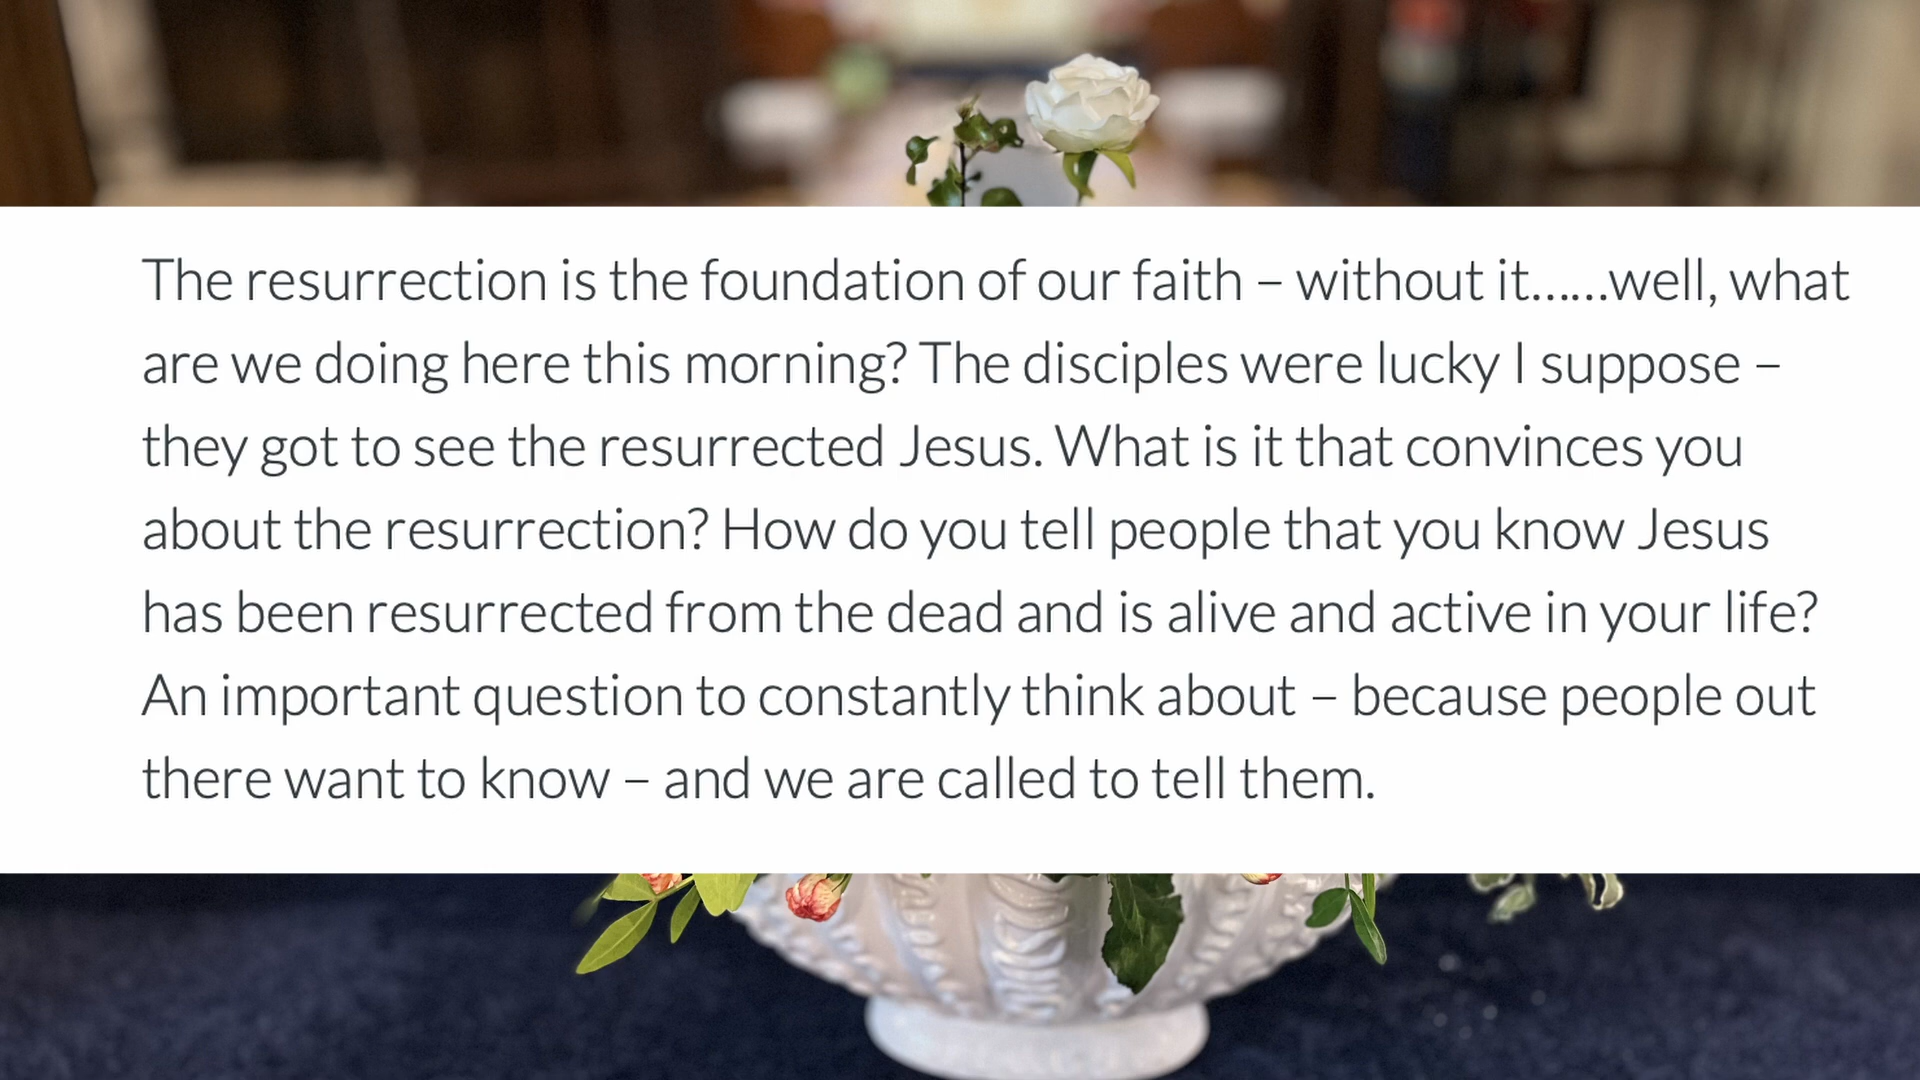 The resurrection is the foundation of our faith – without it……well, what
are we doing here this morning? The disciples were lucky I suppose –
they got to see the resurrected Jesus. What is it that convinces you
about the resurrection? How do you tell people that you know Jesus
has been resurrected from the dead and is alive and active in your life?
An important question to constantly think about – because people out
there want to know – and we are called to tell them.